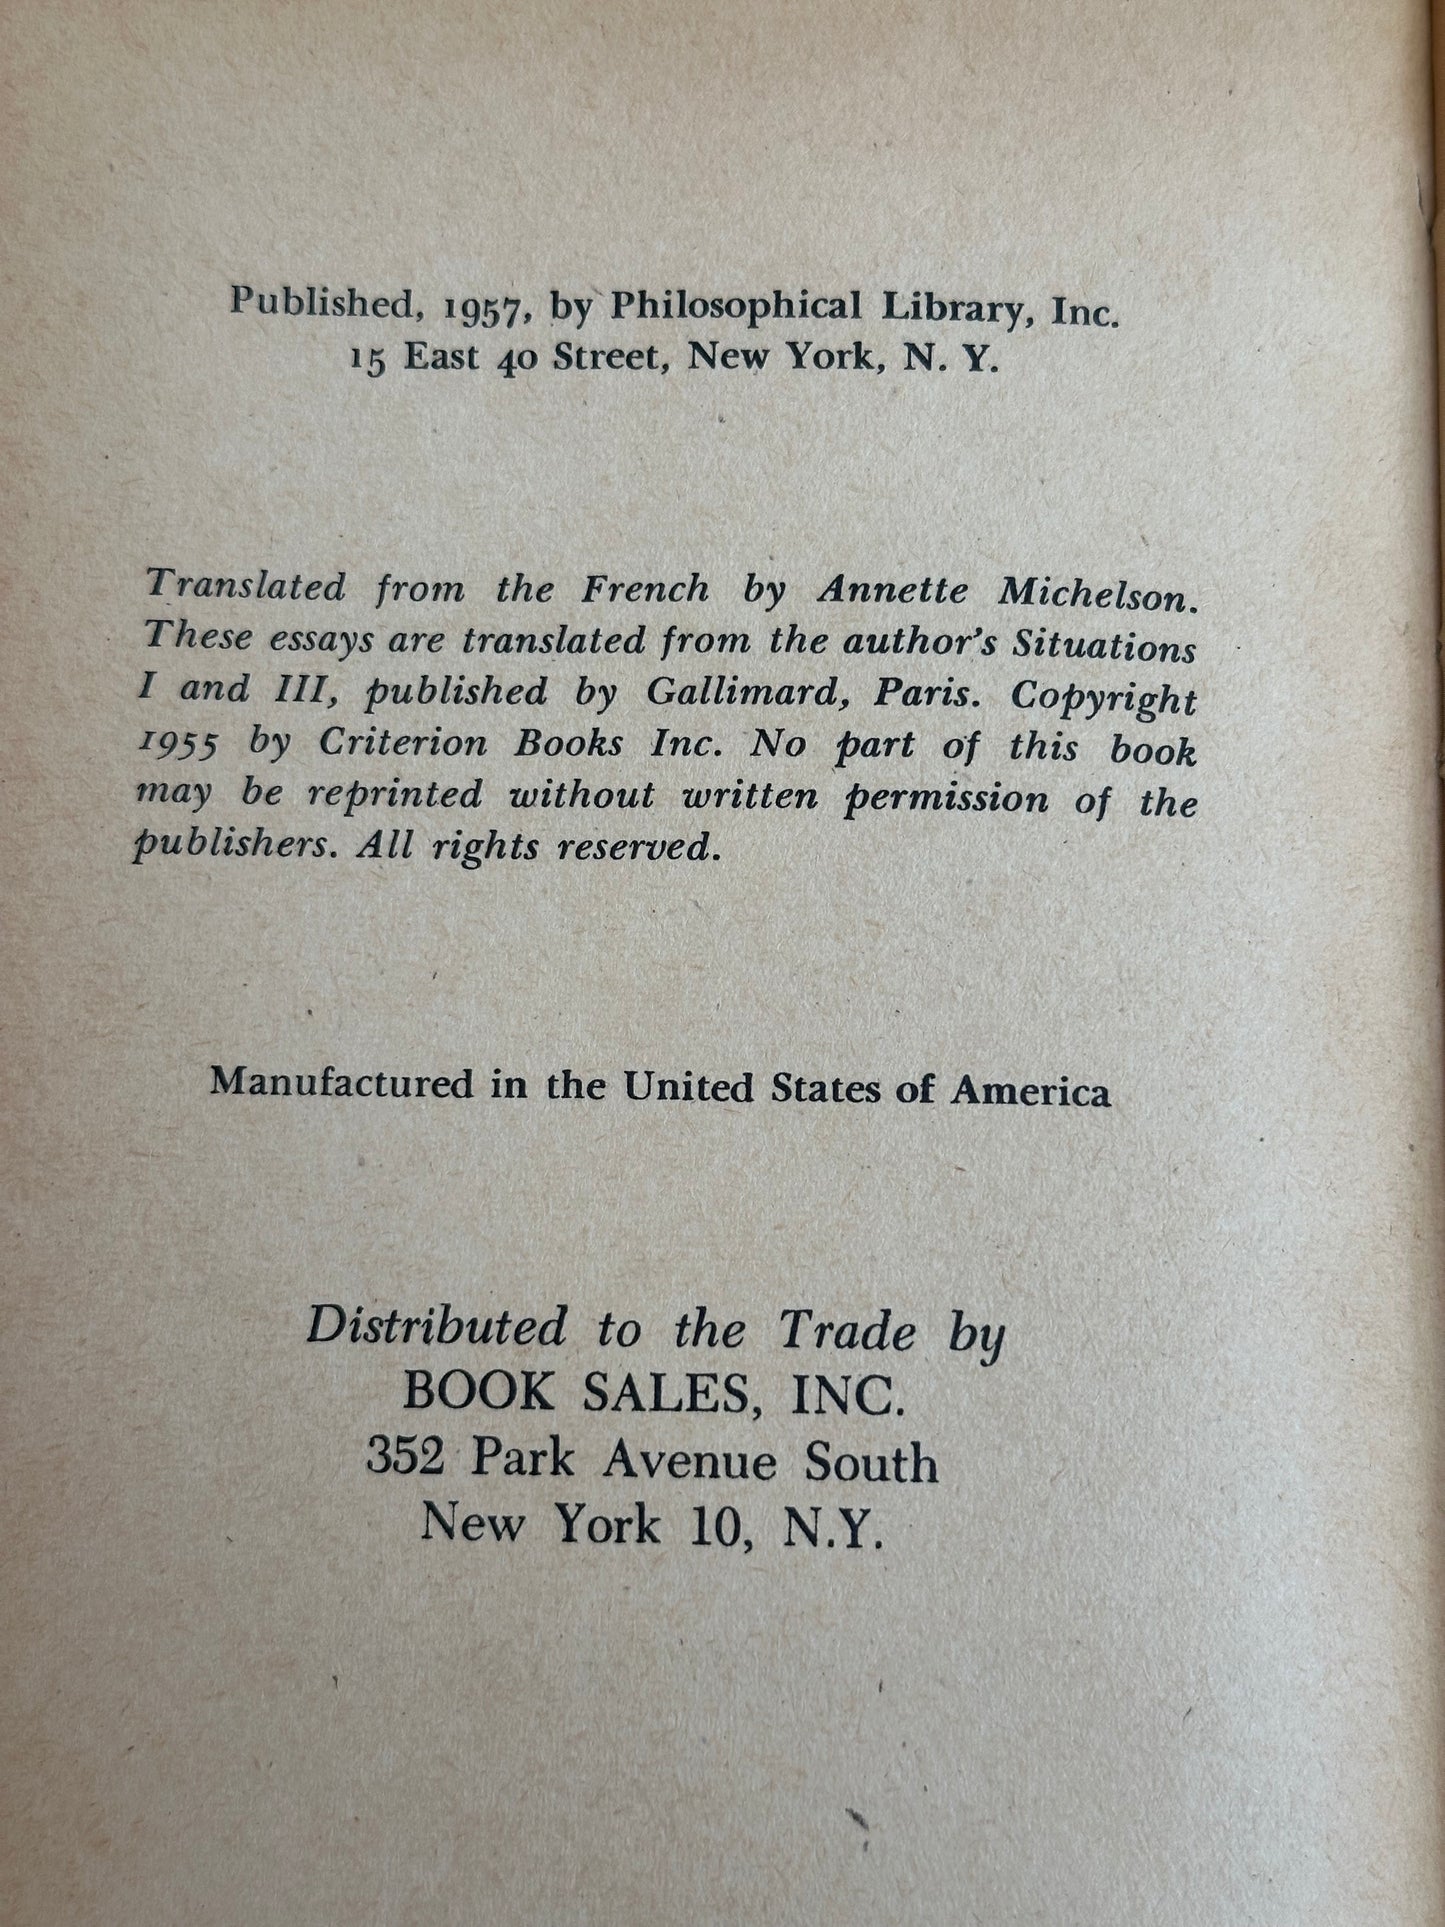 Published, 1957, by Philosophical Library, Inc.
15 East 40 Street, New York, N. Y.
Translated from the French by Annette Michelson.
These essays are translated from the author's Situations
I and III, published by Gallimard, Paris. Copyright
1955 by Criterion Books Inc. No part of this book
may be reprinted without written permission of the
publishers. All rights reserved.
Manufactured in the United States of America
Distributed to the Trade by
BOOK SALES, INC.
352 Park Avenue South
New York 10, N.Y.